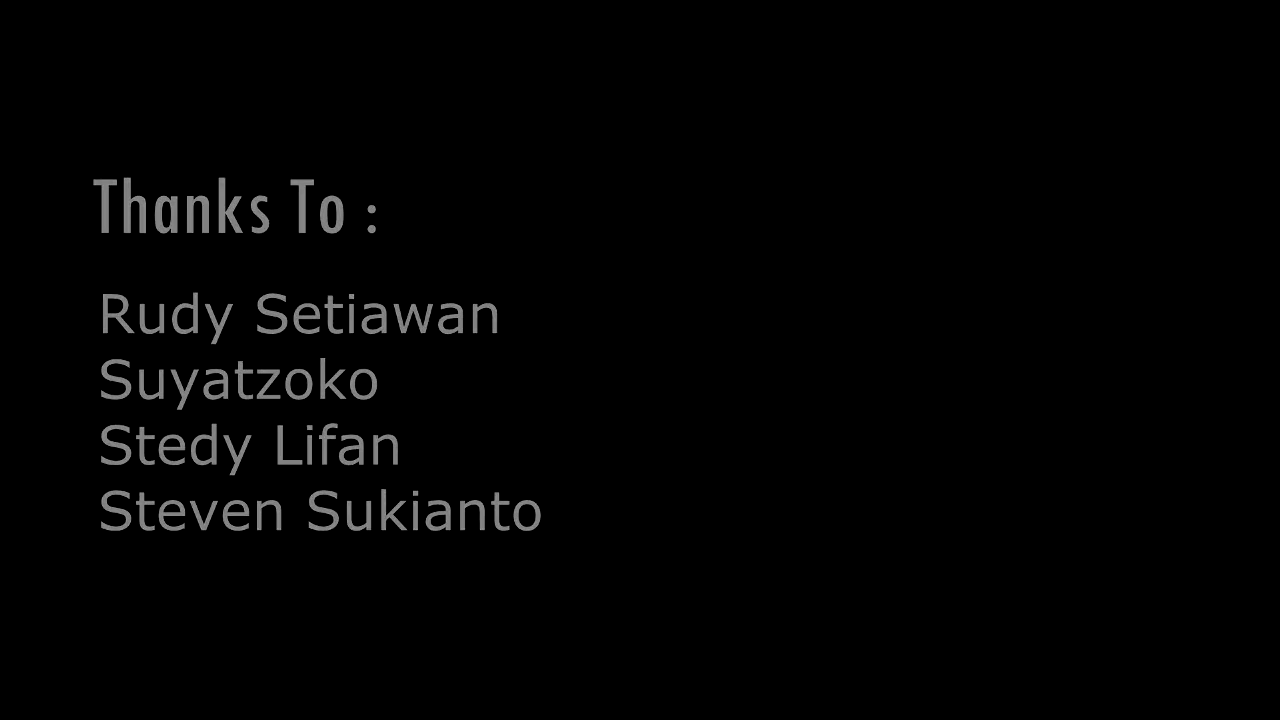 Thanks To :
Rudy Setiawan
Suyatzoko
Stedy Lifan
Steven Sukianto